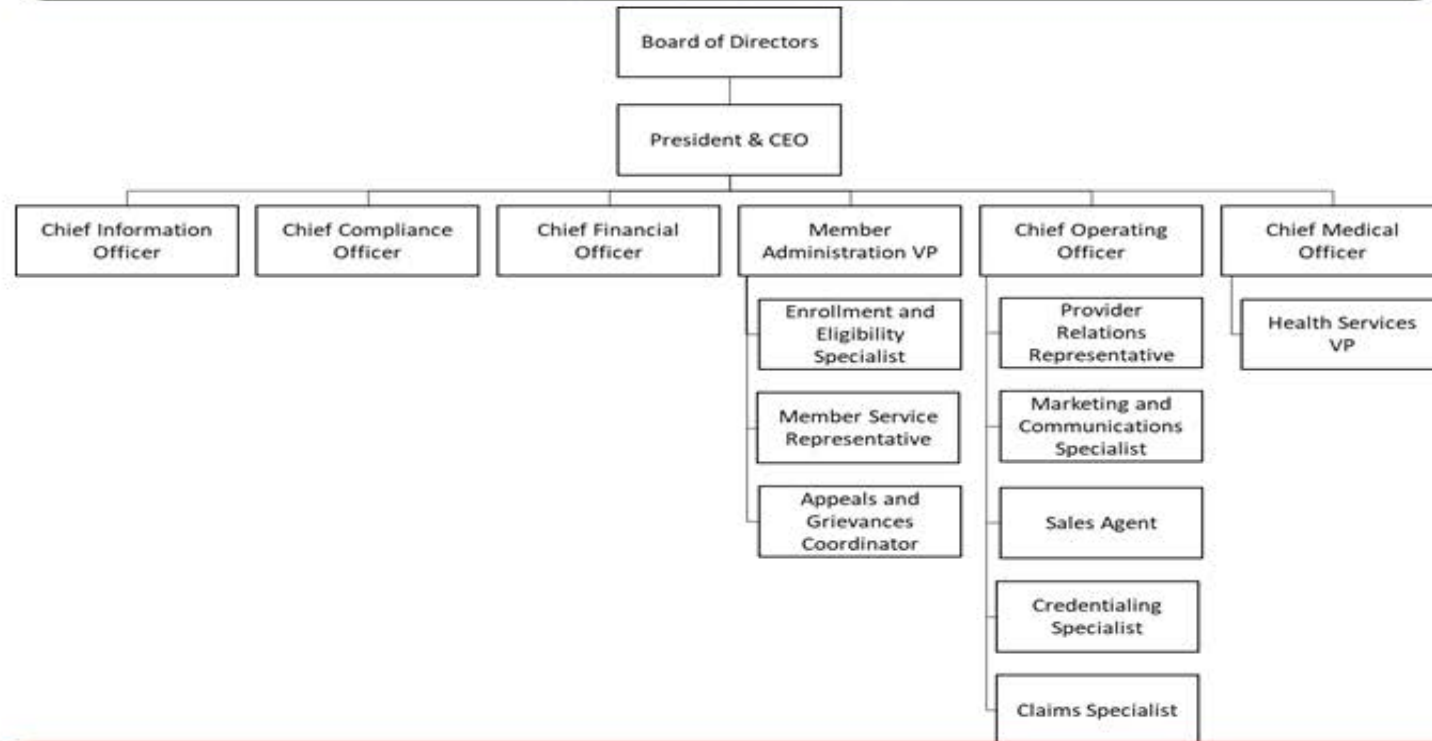 Board of Directors
President & CEO
Chief Information
Officer
Chief Compliance
Officer
Chief Financial
Officer
Member
Administration VP
Chief Operating
Officer
Chief Medical
Officer
Enrollment and
Eligibility
Specialist
Member Service
Representative
Appeals and
Grievances
Coordinator
Provider
Relations
Representative
Marketing and
Communications
Specialist
Sales Agent
Credentialing
Specialist
Claims Specialist
Health Services
VP